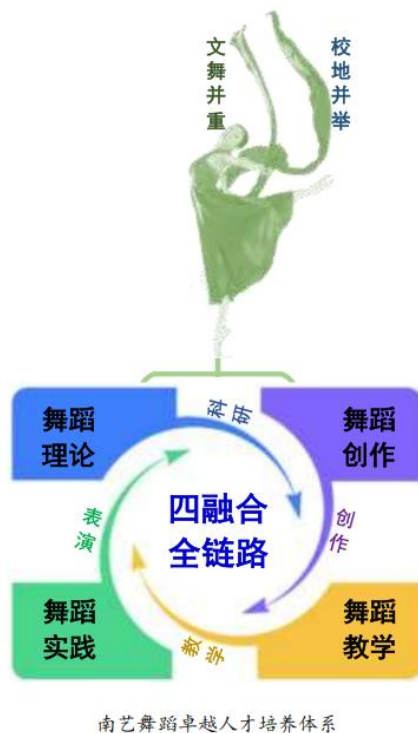 文舞并重
校地并举
科研
舞蹈
理论
舞蹈
创作
表演
四融合
全链路
创作
舞蹈
实践
教学
舞蹈
教学
南艺舞蹈卓越人才培养体系